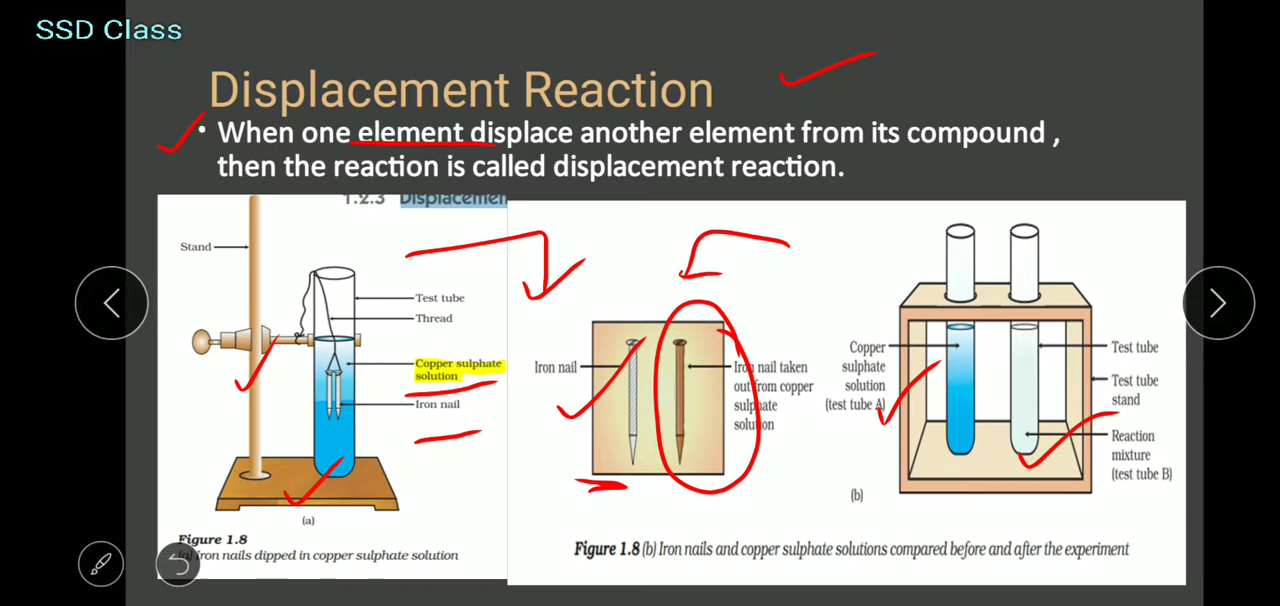 SSD Class
Displacement Reaction
• When one element displace another element from its compound ,
then the reaction is called displacement reaction.
1.2.3 Displacemen
Stand
Test tube
Thread
Copper sulphate
solution
Iron nail
(a)
Figure 1.8
(a) Iron nails dipped in copper sulphate solution
Iron nail
Iron nail taken
out from copper
sulphate
solution
Copper
sulphate
solution
(test tube A)
Test tube
Test tube
stand
Reaction
mixture
(test tube B)
(b)
Figure 1.8 (b) Iron nails and copper sulphate solutions compared before and after the experiment